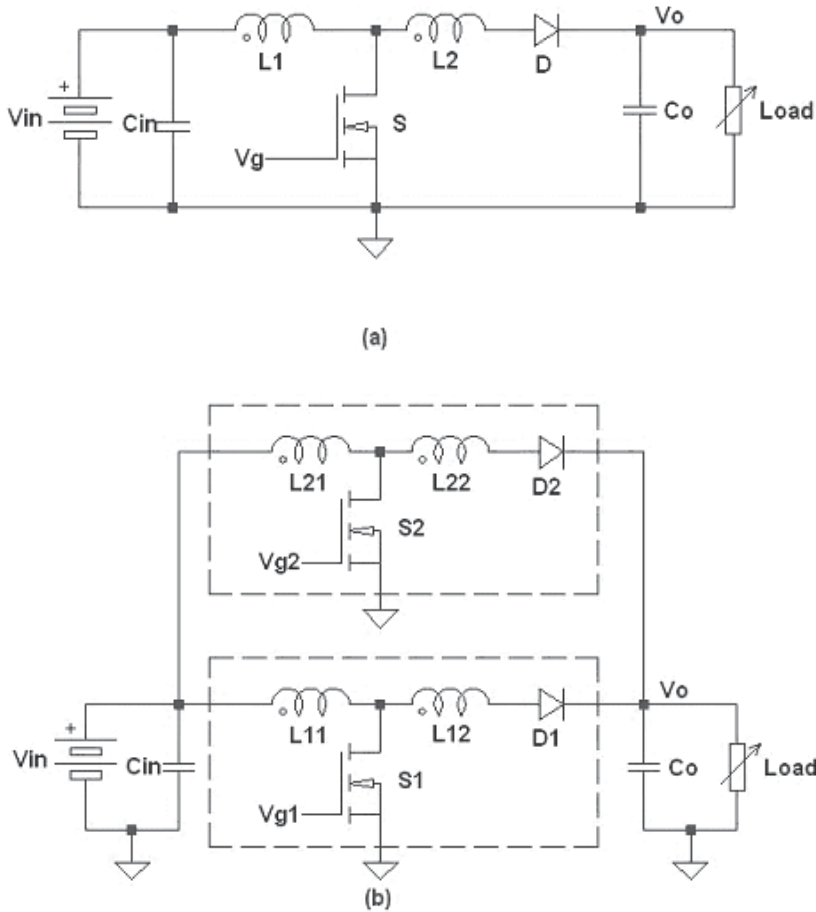 Vo
L1
L2
D
+
Vin
Cin
S
Co
Load
Vg
(a)
L21
L22
D2
S2
Vg2
Vo
L11
L12
D1
+
Vin
Cin
S1
Co
Load
Vg1
(b)